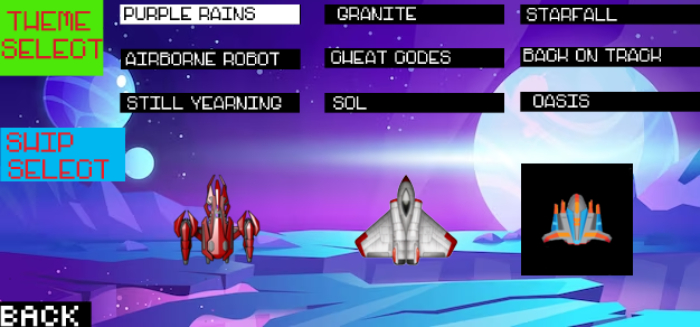 THEME
SELECT
PURPLE RAINS
GRANITE
STARFALL
AIRBORNE ROBOT
CHEAT CODES
BACK ON TRACK
STILL YEARNING
SOL
OASIS
SHIP
SELECT
BACK